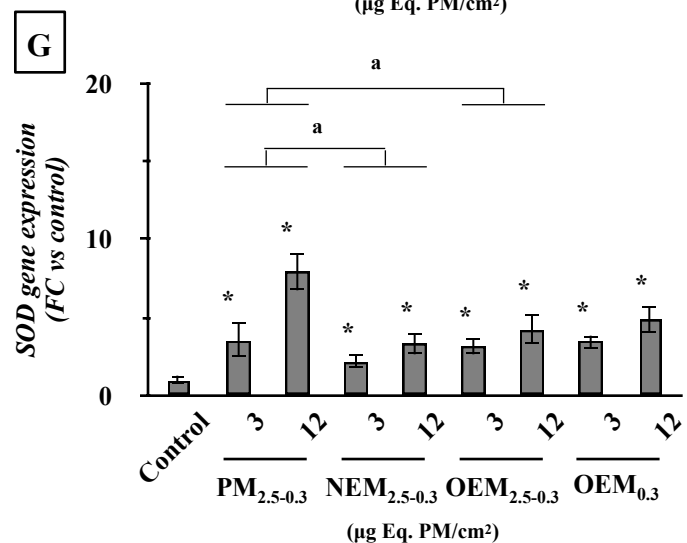 (µg Eq. PM/cm²)
G
20
a
a
SOD gene expression
(FC vs control)
10
*
*
*
*
*
*
*
*
0
Control
3
12
3
12
3
12
3
12
PM2.5-0.3 NEM2.5-0.3 OEM2.5-0.3 OEM0.3
(µg Eq. PM/cm²)